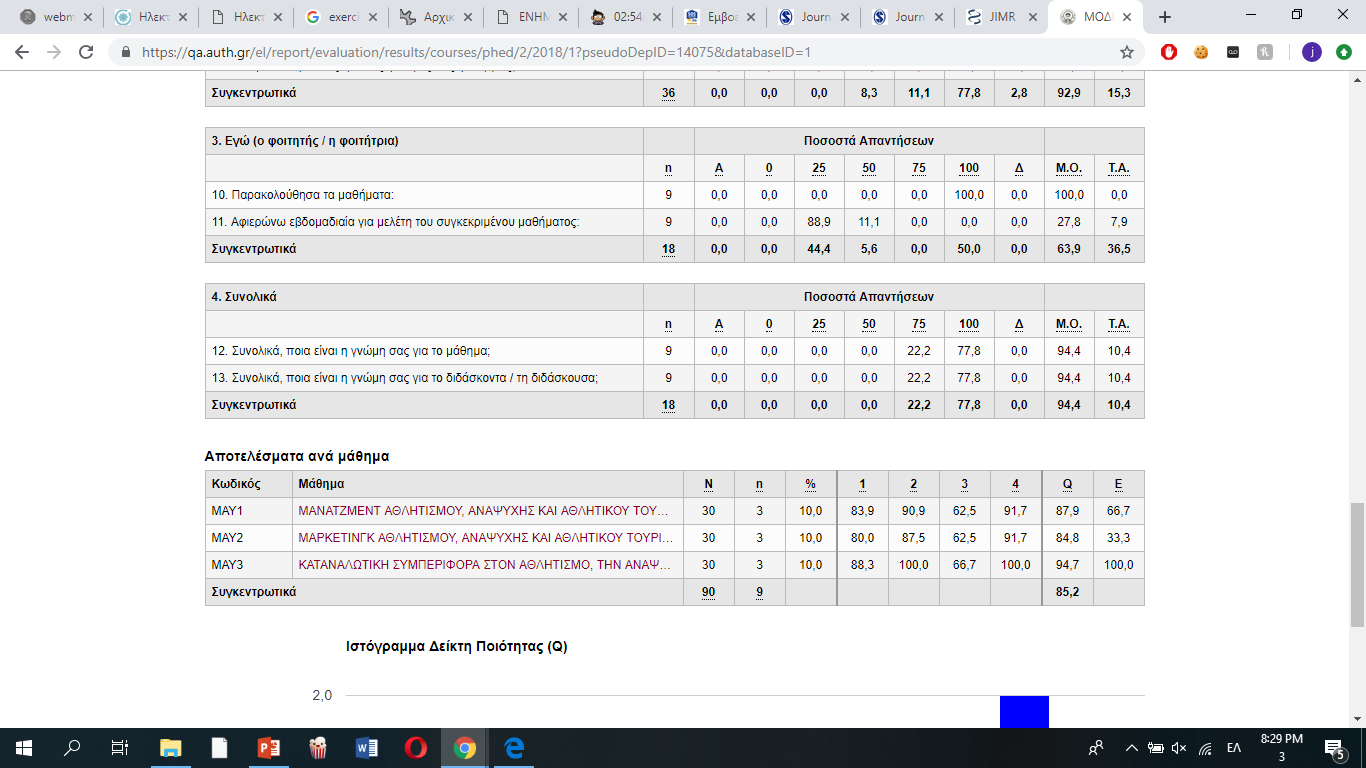 webm
Ηλεκτ
Ηλεκτ
exerci
Αρχικ
ΕΝΗΜ
02:54
Εμβοε
Journ
Journ
JIMR
ΜΟΔΙ
https://qa.auth.gr/el/report/evaluation/results/courses/phed/2/2018/1?pseudoDepID=14075&databaseID=1
Συγκεντρωτικά 36 0,0 0,0 0,0 8,3 11,1 77,8 2,8 92,9 15,3
3. Εγώ (ο φοιτητής / η φοιτήτρια) Ποσοστά Απαντήσεων
n Α 0 25 50 75 100 Δ Μ.Ο. Τ.Α.
10. Παρακολούθησα τα μαθήματα: 9 0,0 0,0 0,0 0,0 0,0 100,0 0,0 100,0 0,0
11. Αφιερώνω εβδομαδιαία για μελέτη του συγκεκριμένου μαθήματος: 9 0,0 0,0 88,9 11,1 0,0 0,0 0,0 27,8 7,9
Συγκεντρωτικά 18 0,0 0,0 44,4 5,6 0,0 50,0 0,0 63,9 36,5
4. Συνολικά Ποσοστά Απαντήσεων
n Α 0 25 50 75 100 Δ Μ.Ο. Τ.Α.
12. Συνολικά, ποια είναι η γνώμη σας για το μάθημα; 9 0,0 0,0 0,0 0,0 22,2 77,8 0,0 94,4 10,4
13. Συνολικά, ποια είναι η γνώμη σας για το διδάσκοντα / τη διδάσκουσα; 9 0,0 0,0 0,0 0,0 22,2 77,8 0,0 94,4 10,4
Συγκεντρωτικά 18 0,0 0,0 0,0 0,0 22,2 77,8 0,0 94,4 10,4
Αποτελέσματα ανά μάθημα
Κωδικός Μάθημα N n % 1 2 3 4 Q E
ΜΑΥ1 ΜΑΝΑΤΖΜΕΝΤ ΑΘΛΗΤΙΣΜΟΥ, ΑΝΑΨΥΧΗΣ ΚΑΙ ΑΘΛΗΤΙΚΟΥ ΤΟΥ... 30 3 10,0 83,9 90,9 62,5 91,7 87,9 66,7
ΜΑΥ2 ΜΑΡΚΕΤΙΝΓΚ ΑΘΛΗΤΙΣΜΟΥ, ΑΝΑΨΥΧΗΣ ΚΑΙ ΑΘΛΗΤΙΚΟΥ ΤΟΥΡΙ... 30 3 10,0 80,0 87,5 62,5 91,7 84,8 33,3
ΜΑΥ3 ΚΑΤΑΝΑΛΩΤΙΚΗ ΣΥΜΠΕΡΙΦΟΡΑ ΣΤΟΝ ΑΘΛΗΤΙΣΜΟ, ΤΗΝ ΑΝΑΨ... 30 3 10,0 88,3 100,0 66,7 100,0 94,7 100,0
Συγκεντρωτικά 90 9 85,2
Ιστόγραμμα Δείκτη Ποιότητας (Q)
2,0
ΕΛ
8:29 PM
3
5